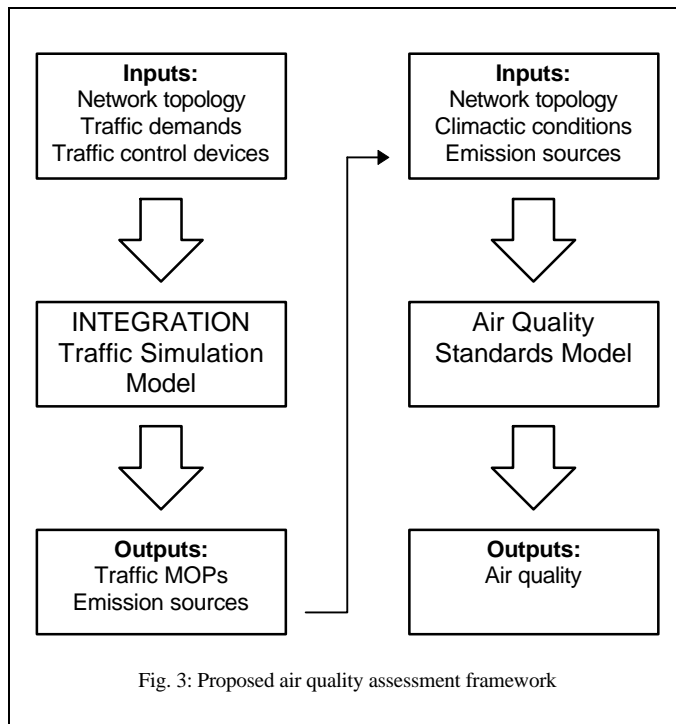 Inputs:
Network topology
Traffic demands
Traffic control devices
INTEGRATION
Traffic Simulation
Model
Outputs:
Traffic MOPs
Emission sources
Inputs:
Network topology
Climactic conditions
Emission sources
Air Quality
Standards Model
Outputs:
Air quality
Fig. 3: Proposed air quality assessment framework